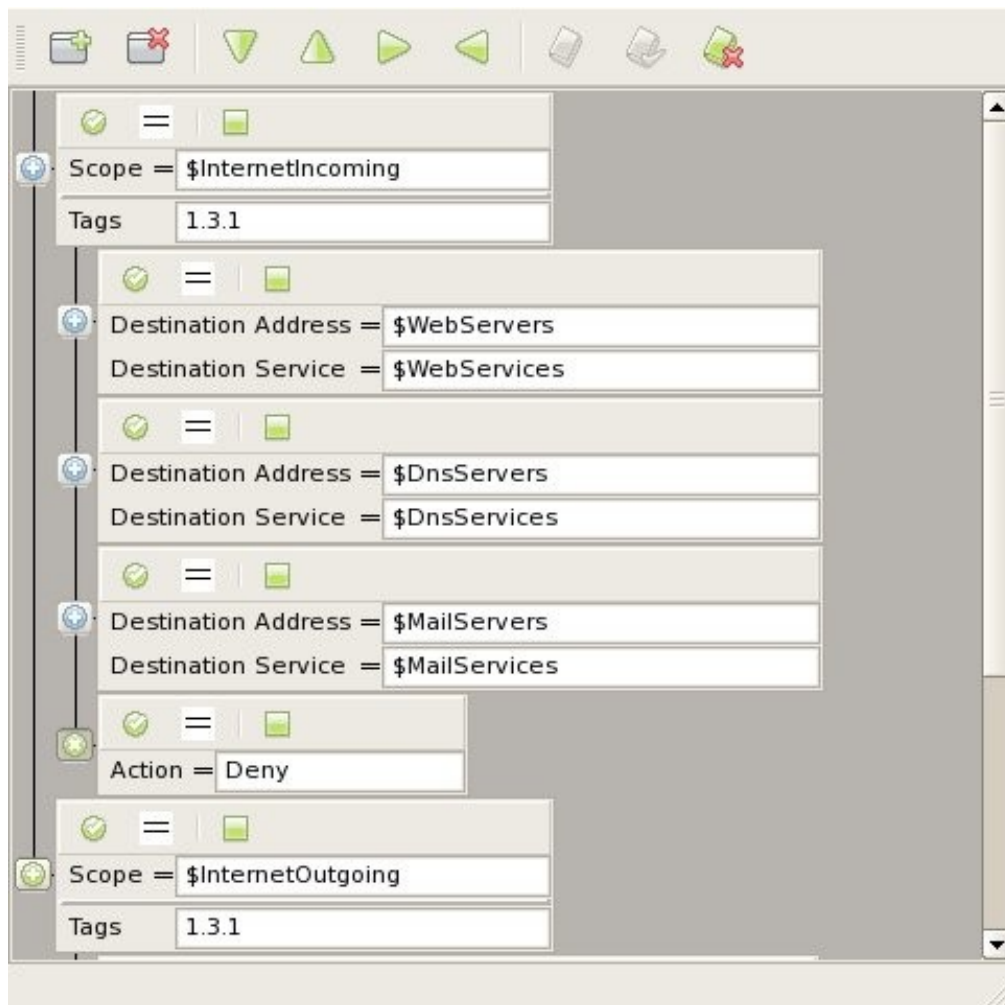 Scope = $InternetIncoming
Tags 1.3.1
Destination Address = $WebServers
Destination Service = $WebServices
Destination Address = $DnsServers
Destination Service = $DnsServices
Destination Address = $MailServers
Destination Service = $MailServices
Action = Deny
Scope = $InternetOutgoing
Tags 1.3.1